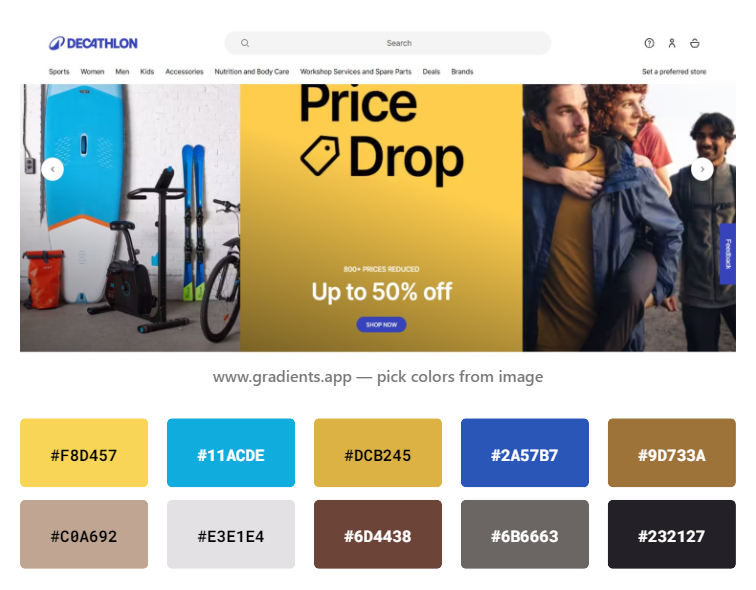 DECATHLON
Search
Sports Women Men Kids Accessories Nutrition and Body Care Workshop Services and Spare Parts Deals Brands Set a preferred store
Price
Drop
800+ PRICES REDUCED
Up to 50% off
SHOP NOW
Feedback
www.gradients.app — pick colors from image
#F8D457 #11ACDE #DCB245 #2A57B7 #9D733A
#C0A692 #E3E1E4 #6D4438 #6B6663 #232127